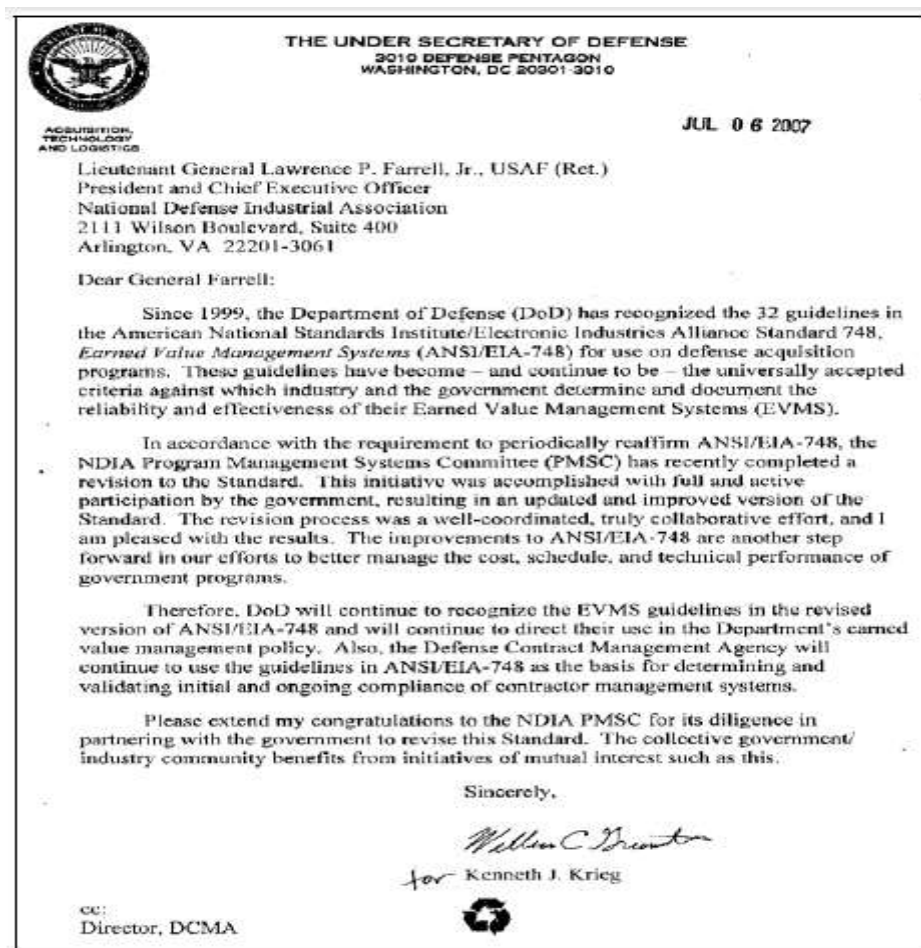 THE UNDER SECRETARY OF DEFENSE
3010 DEFENSE PENTAGON
WASHINGTON, DC 20301-3010
ACQUISITION,
TECHNOLOGY
AND LOGISTICS
JUL 06 2007
Lieutenant General Lawrence P. Farrell, Jr., USAF (Ret.)
President and Chief Executive Officer
National Defense Industrial Association
2111 Wilson Boulevard, Suite 400
Arlington, VA 22201-3061
Dear General Farrell:
Since 1999, the Department of Defense (DoD) has recognized the 32 guidelines in
the American National Standards Institute/Electronic Industries Alliance Standard 748,
Earned Value Management Systems (ANSI/EIA-748) for use on defense acquisition
programs. These guidelines have become – and continue to be – the universally accepted
criteria against which industry and the government determine and document the
reliability and effectiveness of their Earned Value Management Systems (EVMS).
In accordance with the requirement to periodically reaffirm ANSI/EIA-748, the
NDIA Program Management Systems Committee (PMSC) has recently completed a
revision to the Standard. This initiative was accomplished with full and active
participation by the government, resulting in an updated and improved version of the
Standard. The revision process was a well-coordinated, truly collaborative effort, and I
am pleased with the results. The improvements to ANSI/EIA-748 are another step
forward in our efforts to better manage the cost, schedule, and technical performance of
government programs.
Therefore, DoD will continue to recognize the EVMS guidelines in the revised
version of ANSI/EIA-748 and will continue to direct their use in the Department's earned
value management policy. Also, the Defense Contract Management Agency will
continue to use the guidelines in ANSI/EIA-748 as the basis for determining and
validating initial and ongoing compliance of contractor management systems.
Please extend my congratulations to the NDIA PMSC for its diligence in
partnering with the government to revise this Standard. The collective government/
industry community benefits from initiatives of mutual interest such as this.
Sincerely,
for Kenneth J. Krieg
cc:
Director, DCMA